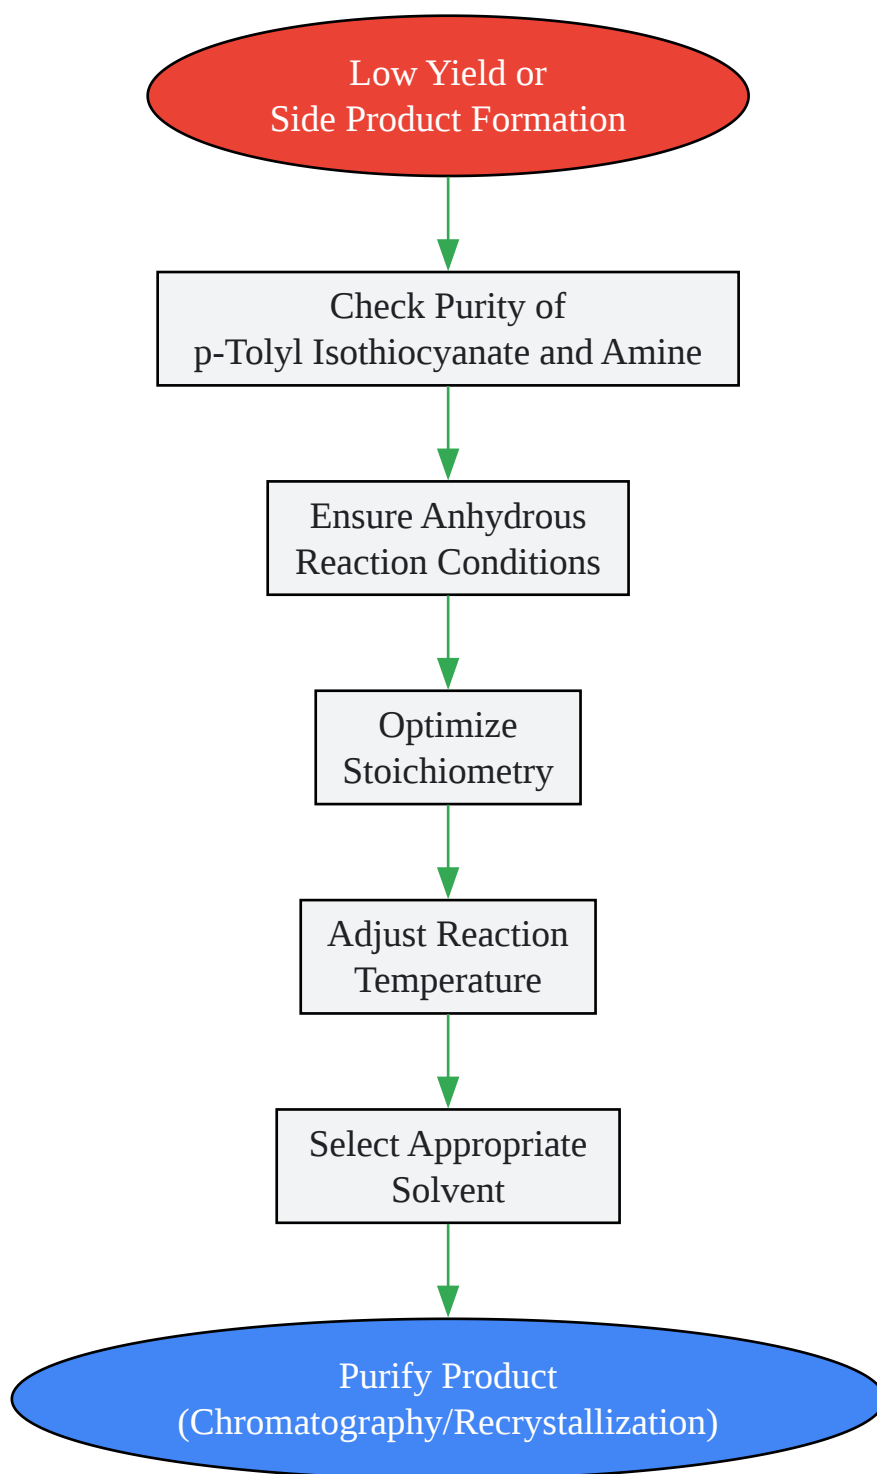 Low Yield or
Side Product Formation
Check Purity of
p-Tolyl Isothiocyanate and Amine
Ensure Anhydrous
Reaction Conditions
Optimize
Stoichiometry
Adjust Reaction
Temperature
Select Appropriate
Solvent
Purify Product
(Chromatography/Recrystallization)